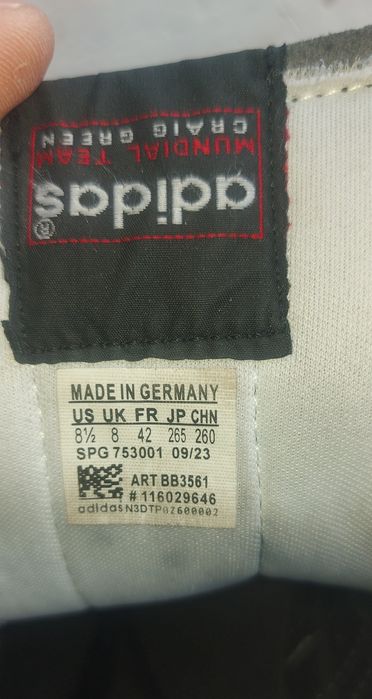 adidas®
MUNDIAL TEAM
CRAIG GREEN
MADE IN GERMANY
US UK FR JP CHN
8½ 8 42 265 260
SPG 753001 09/23
ART BB3561
# 116029646
adidas N3DTP0Z600002